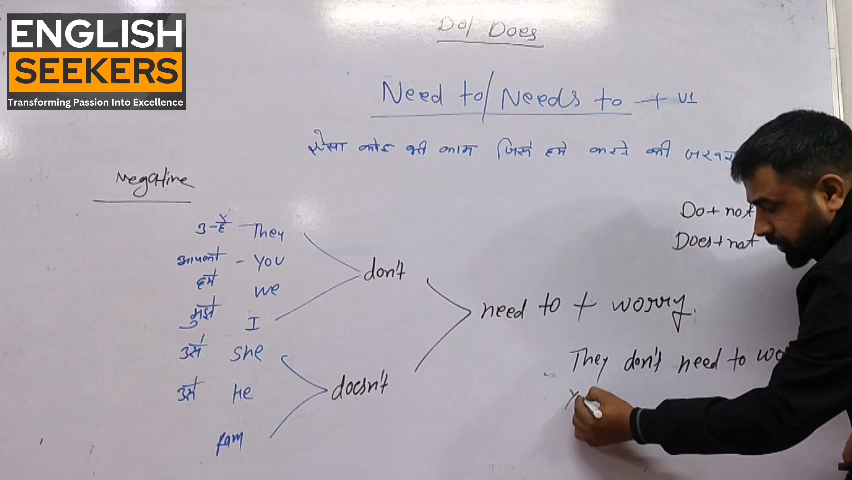 ENGLISH
SEEKERS
Transforming Passion Into Excellence
Do/ Does
Need to/ Needs to + V1
ऐसा कोई भी काम जिसे हमे करने की
Negative
Do + not
Does + not
उन्हें They
आपको - you
हमें we
मुझे I
उसे she
उसे He
Ram
don't
doesn't
need to + worry.
They don't need to
Y